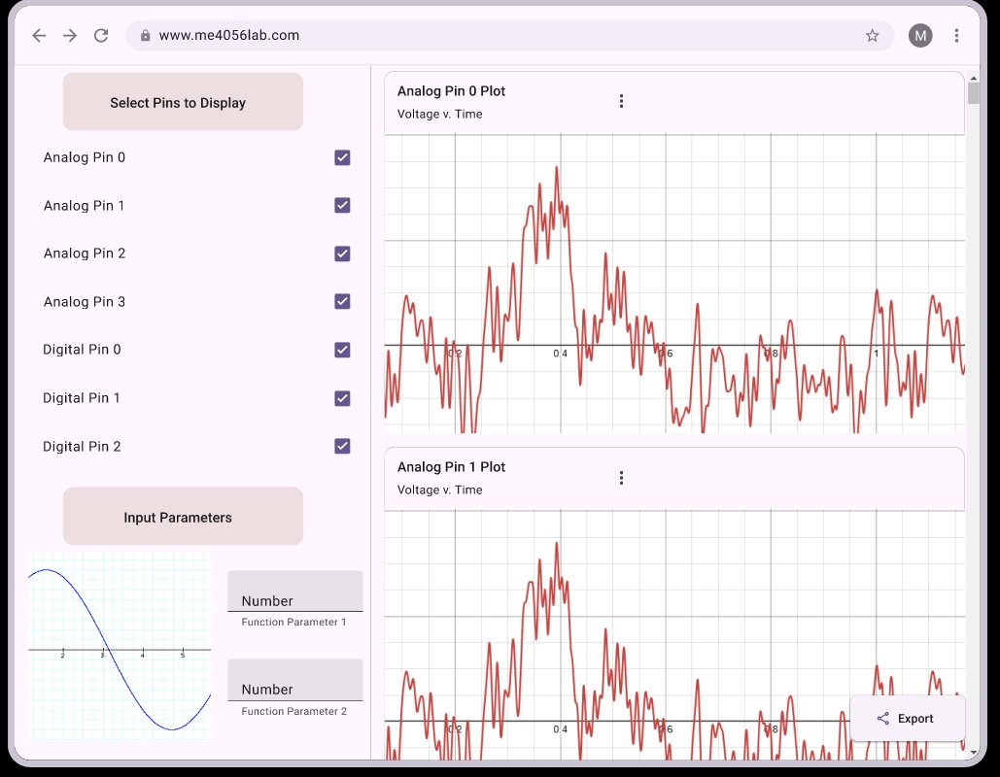 www.me4056lab.com
M
Select Pins to Display
Analog Pin 0
Analog Pin 1
Analog Pin 2
Analog Pin 3
Digital Pin 0
Digital Pin 1
Digital Pin 2
Input Parameters
2 3 4 5
Number
Function Parameter 1
Number
Function Parameter 2
Analog Pin 0 Plot
Voltage v. Time
0.2 0.4 0.6 0.8 1
Analog Pin 1 Plot
Voltage v. Time
0.2 0.4 0.6 0.8
Export